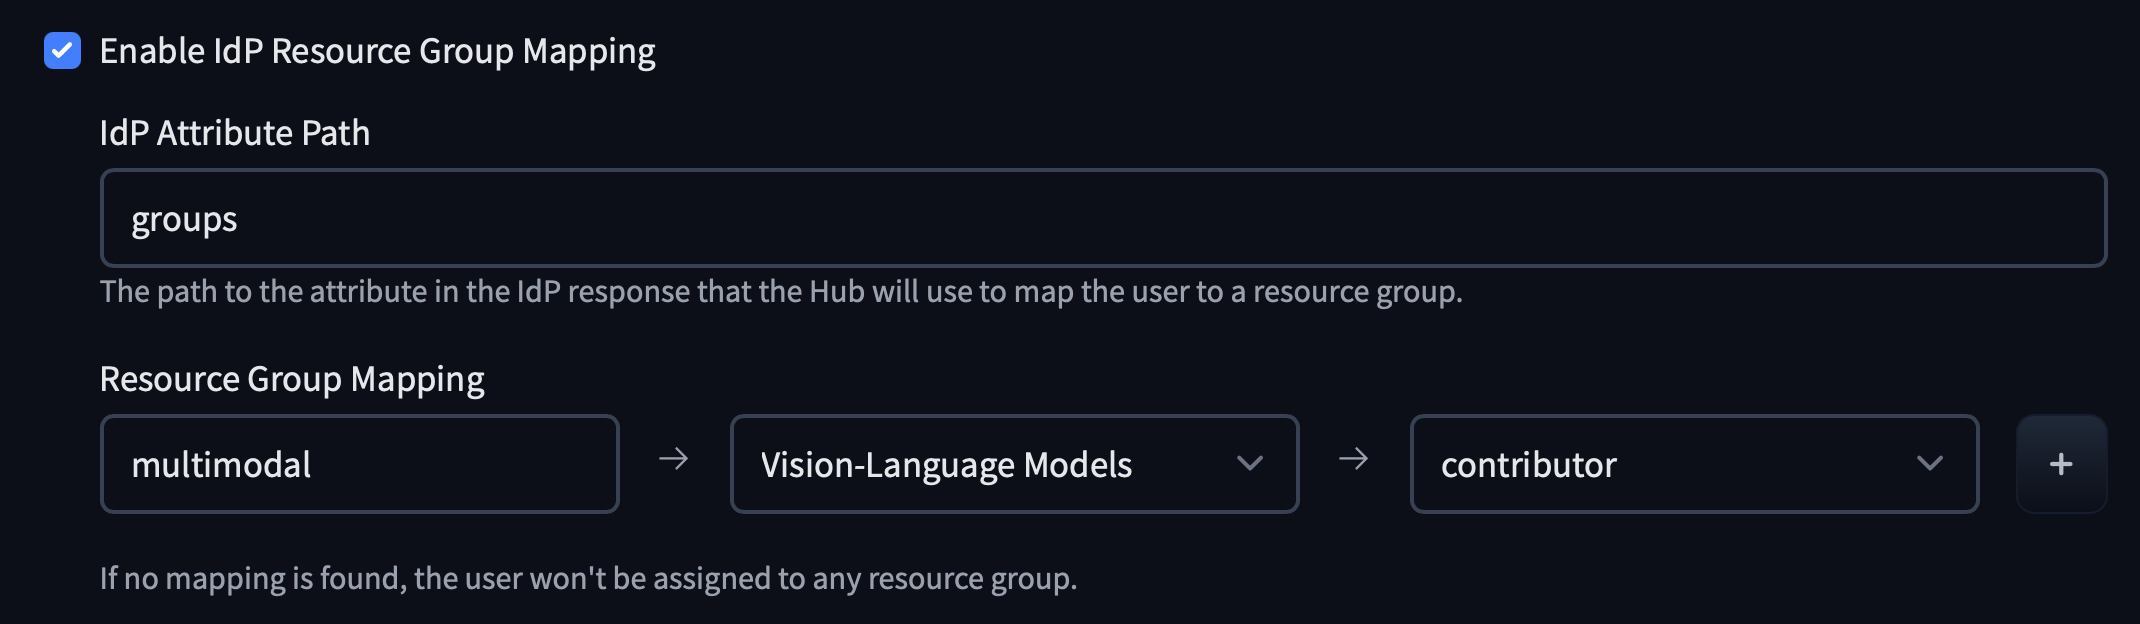 Enable IdP Resource Group Mapping
IdP Attribute Path
groups
The path to the attribute in the IdP response that the Hub will use to map the user to a resource group.
Resource Group Mapping
multimodal → Vision-Language Models → contributor +
If no mapping is found, the user won't be assigned to any resource group.